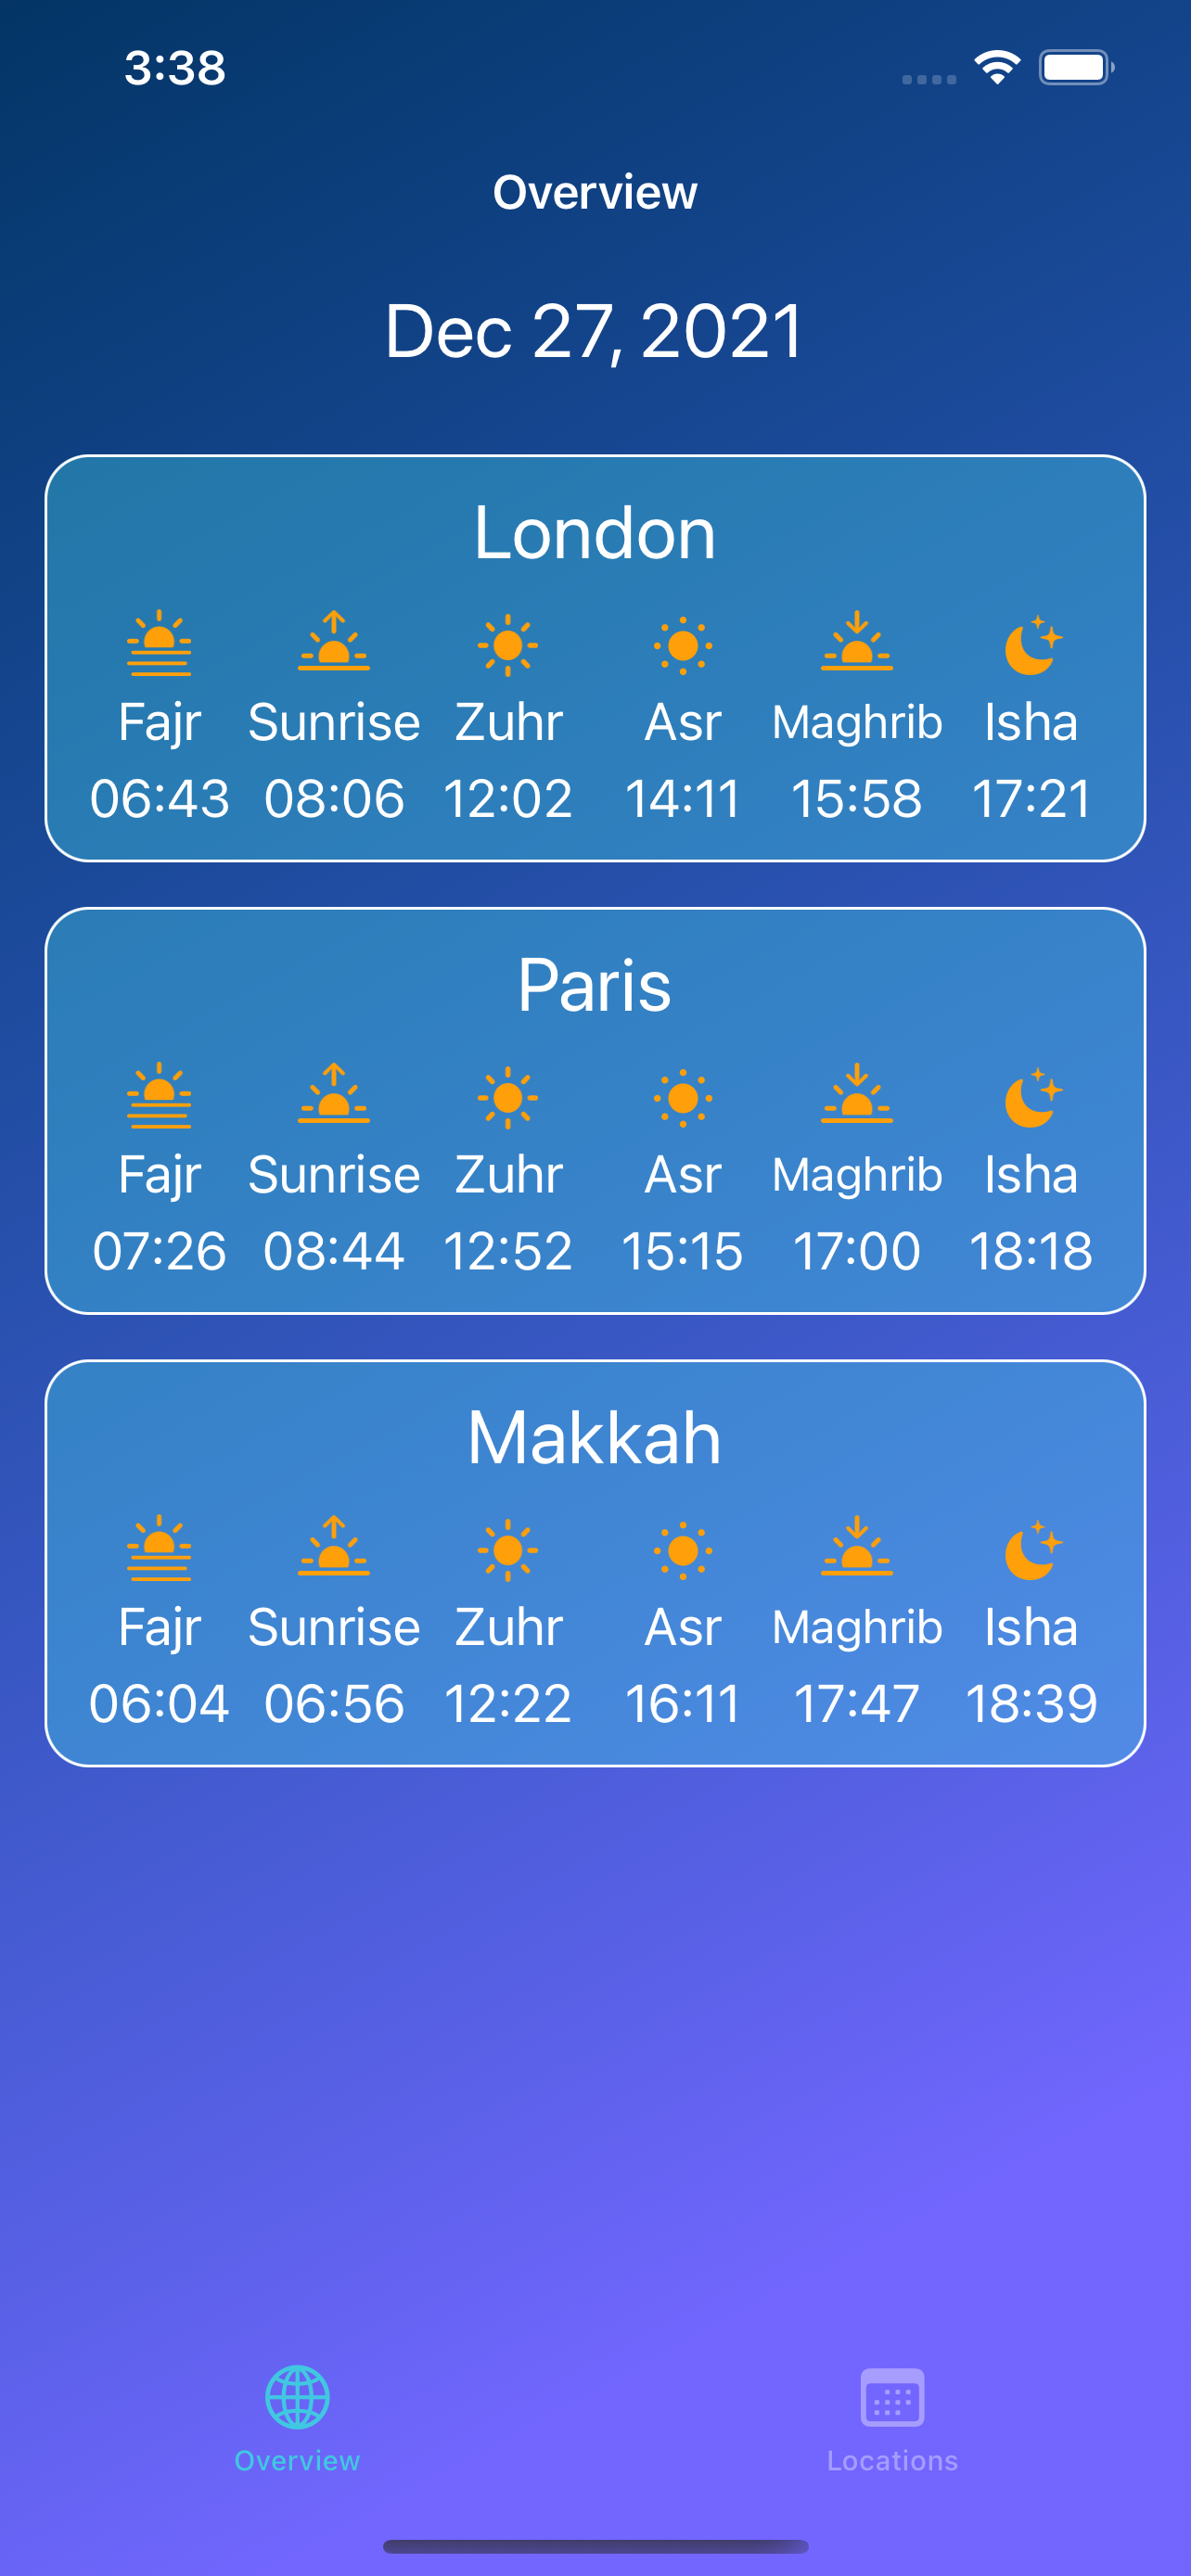 3:38
Overview
Dec 27, 2021
London
Fajr Sunrise Zuhr Asr Maghrib Isha
06:43 08:06 12:02 14:11 15:58 17:21
Paris
Fajr Sunrise Zuhr Asr Maghrib Isha
07:26 08:44 12:52 15:15 17:00 18:18
Makkah
Fajr Sunrise Zuhr Asr Maghrib Isha
06:04 06:56 12:22 16:11 17:47 18:39
Overview Locations